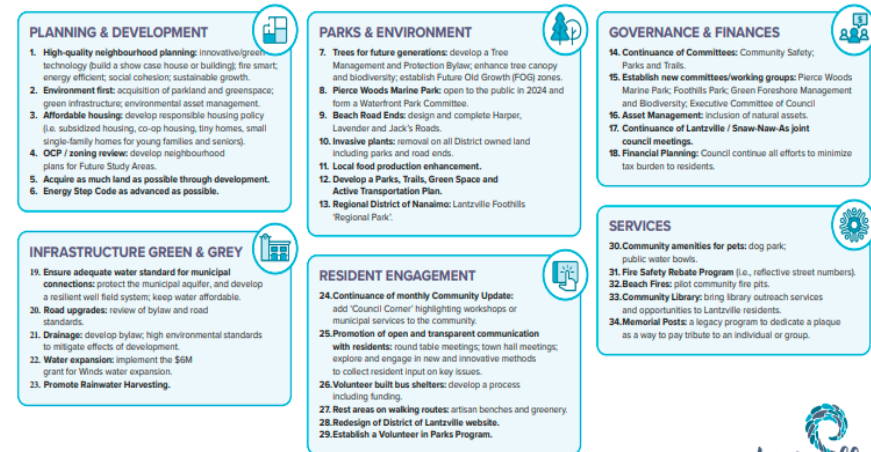 PLANNING & DEVELOPMENT
1. High-quality neighbourhood planning: innovative/green
technology (build a show case house or building); fire smart;
energy efficient; social cohesion; sustainable growth.
2. Environment first: acquisition of parkland and greenspace;
green infrastructure; environmental asset management.
3. Affordable housing: develop responsible housing policy
(i.e. subsidized housing, co-op housing, tiny homes, small
single-family homes for young families and seniors).
4. OCP / zoning review: develop neighbourhood
plans for Future Study Areas.
5. Acquire as much land as possible through development.
6. Energy Step Code as advanced as possible.
INFRASTRUCTURE GREEN & GREY
19. Ensure adequate water standard for municipal
connections: protect the municipal aquifer, and develop
a resilient well field system; keep water affordable.
20. Road upgrades: review of bylaw and road
standards.
21. Drainage: develop bylaw; high environmental standards
to mitigate effects of development.
22. Water expansion: implement the $6M
grant for Winds water expansion.
23. Promote Rainwater Harvesting.
PARKS & ENVIRONMENT
7. Trees for future generations: develop a Tree
Management and Protection Bylaw; enhance tree canopy
and biodiversity; establish Future Old Growth (FOG) zones.
8. Pierce Woods Marine Park: open to the public in 2024 and
form a Waterfront Park Committee.
9. Beach Road Ends: design and complete Harper,
Lavender and Jack's Roads.
10. Invasive plants: removal on all District owned land
including parks and road ends.
11. Local food production enhancement.
12. Develop a Parks, Trails, Green Space and
Active Transportation Plan.
13. Regional District of Nanaimo: Lantzville Foothills
'Regional Park'.
RESIDENT ENGAGEMENT
24.Continuance of monthly Community Update:
add 'Council Corner' highlighting workshops or
municipal services to the community.
25.Promotion of open and transparent communication
with residents: round table meetings; town hall meetings;
explore and engage in new and innovative methods
to collect resident input on key issues.
26.Volunteer built bus shelters: develop a process
including funding.
27. Rest areas on walking routes: artisan benches and greenery.
28.Redesign of District of Lantzville website.
29.Establish a Volunteer in Parks Program.
GOVERNANCE & FINANCES
14. Continuance of Committees: Community Safety;
Parks and Trails.
15. Establish new committees/working groups: Pierce Woods
Marine Park; Foothills Park; Green Foreshore Management
and Biodiversity; Executive Committee of Council
16. Asset Management: inclusion of natural assets.
17. Continuance of Lantzville / Snaw-Naw-As joint
council meetings.
18. Financial Planning: Council continue all efforts to minimize
tax burden to residents.
SERVICES
30.Community amenities for pets: dog park;
public water bowls.
31. Fire Safety Rebate Program (i.e., reflective street numbers).
32.Beach Fires: pilot community fire pits.
33.Community Library: bring library outreach services
and opportunities to Lantzville residents.
34.Memorial Posts: a legacy program to dedicate a plaque
as a way to pay tribute to an individual or group.